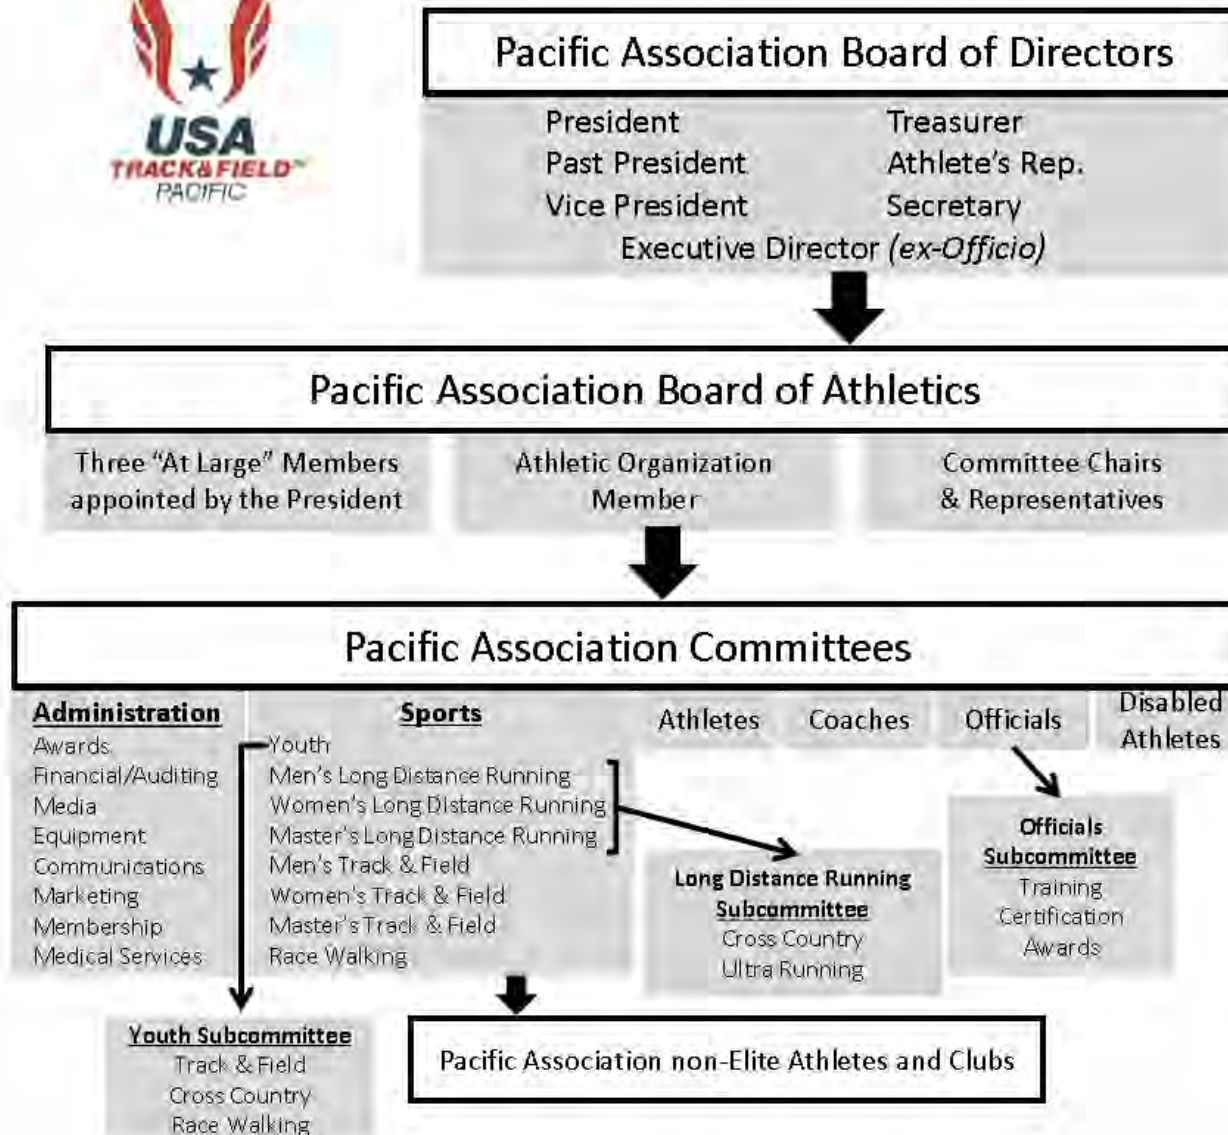 USA
TRACK&FIELD™
PACIFIC
Pacific Association Board of Directors
President
Treasurer
Past President
Athlete's Rep.
Vice President
Secretary
Executive Director (ex-Officio)
Pacific Association Board of Athletics
Three “At Large” Members
appointed by the President
Athletic Organization
Member
Committee Chairs
& Representatives
Pacific Association Committees
Administration
Awards
Financial/Auditing
Media
Equipment
Communications
Marketing
Membership
Medical Services
Sports
Youth
Men's Long Distance Running
Women's Long Distance Running
Master's Long Distance Running
Men's Track & Field
Women's Track & Field
Master's Track & Field
Race Walking
Athletes
Coaches
Officials
Disabled
Athletes
Long Distance Running
Subcommittee
Cross Country
Ultra Running
Officials
Subcommittee
Training
Certification
Awards
Youth Subcommittee
Track & Field
Cross Country
Race Walking
Pacific Association non-Elite Athletes and Clubs